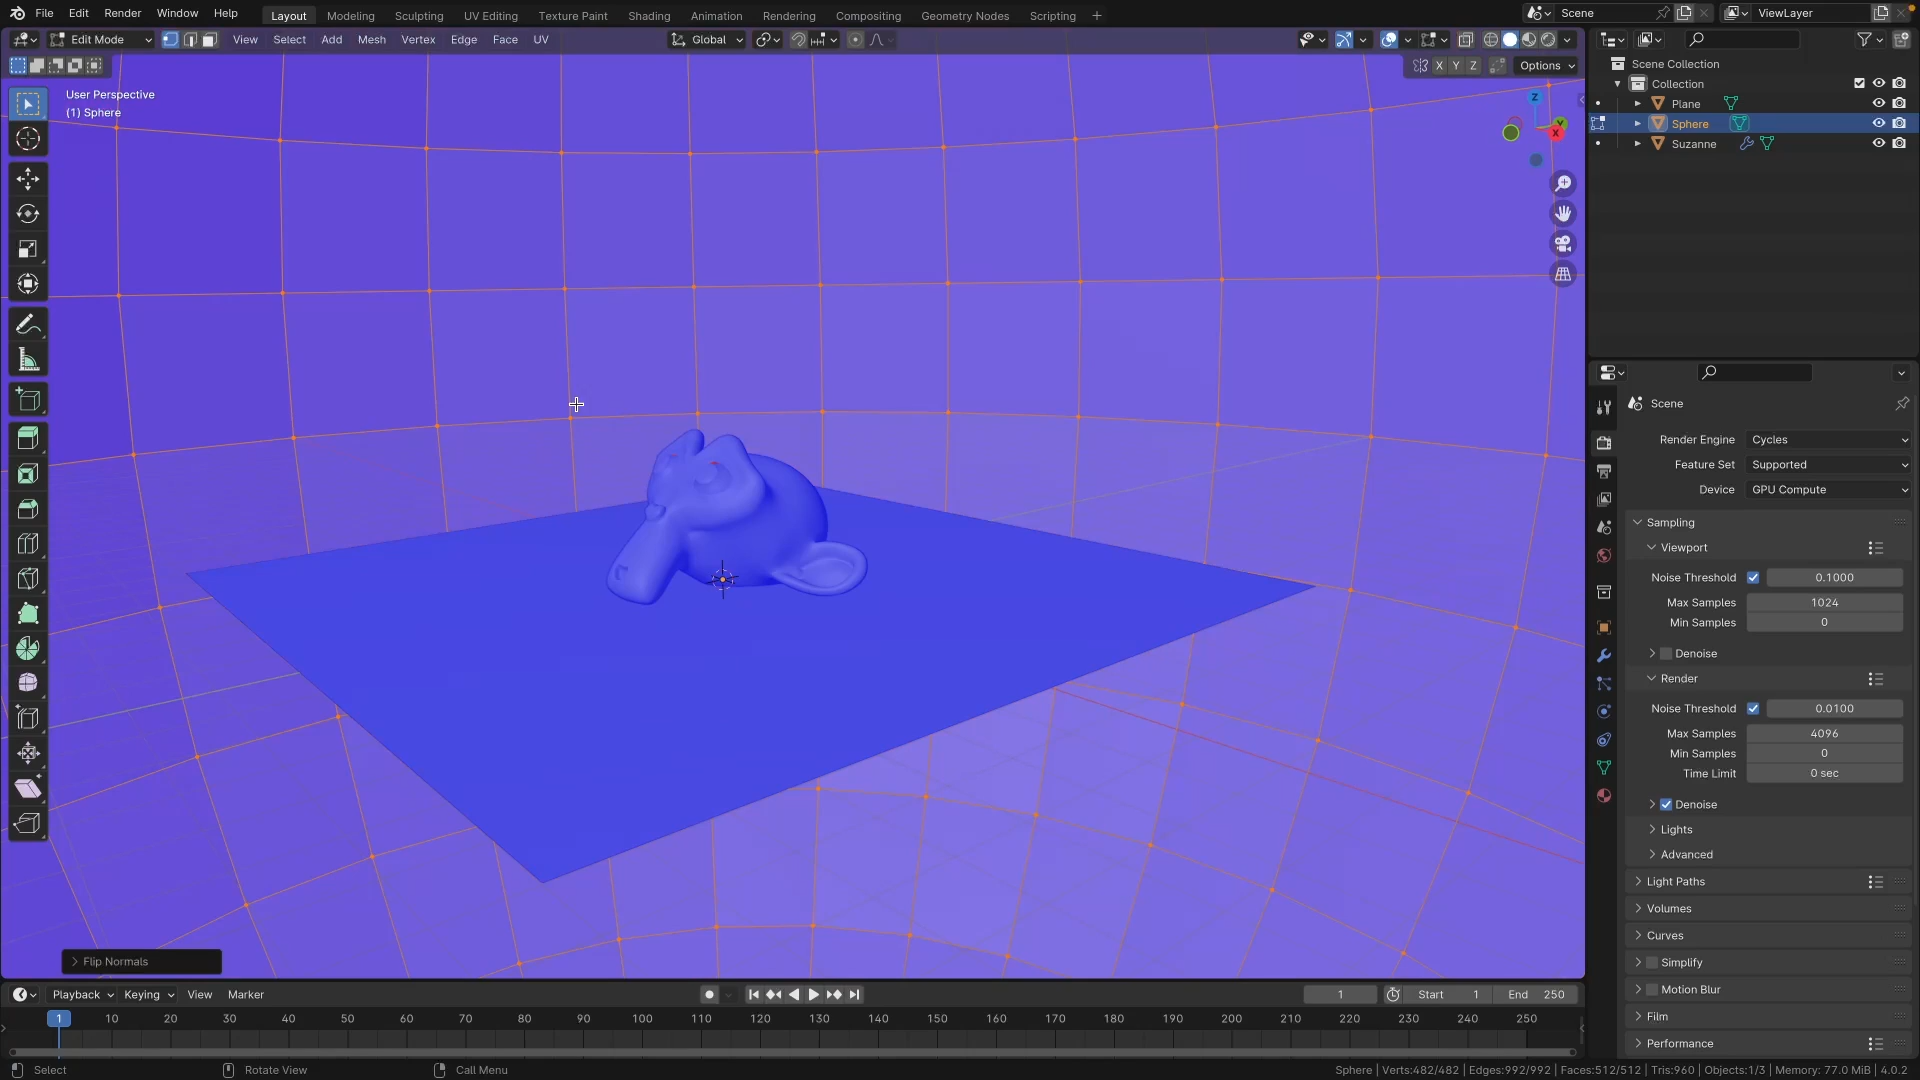 File Edit Render Window Help Layout Modeling Sculpting UV Editing Texture Paint Shading Animation Rendering Compositing Geometry Nodes Scripting + Scene ViewLayer
Edit Mode View Select Add Mesh Vertex Edge Face UV Global
X Y Z Options
User Perspective
(1) Sphere
Z
Y
X
Flip Normals
Scene Collection
Collection
Plane
Sphere
Suzanne
Scene
Render Engine Cycles
Feature Set Supported
Device GPU Compute
Sampling
Viewport
Noise Threshold 0.1000
Max Samples 1024
Min Samples 0
Denoise
Render
Noise Threshold 0.0100
Max Samples 4096
Min Samples 0
Time Limit 0 sec
Denoise
Lights
Advanced
Light Paths
Volumes
Curves
Simplify
Motion Blur
Film
Performance
Playback Keying View Marker 1 Start 1 End 250
1 10 20 30 40 50 60 70 80 90 100 110 120 130 140 150 160 170 180 190 200 210 220 230 240 250
Select Rotate View Call Menu Sphere | Verts:482/482 | Edges:992/992 | Faces:512/512 | Tris:960 | Objects:1/3 | Memory: 77.0 MiB | 4.0.2